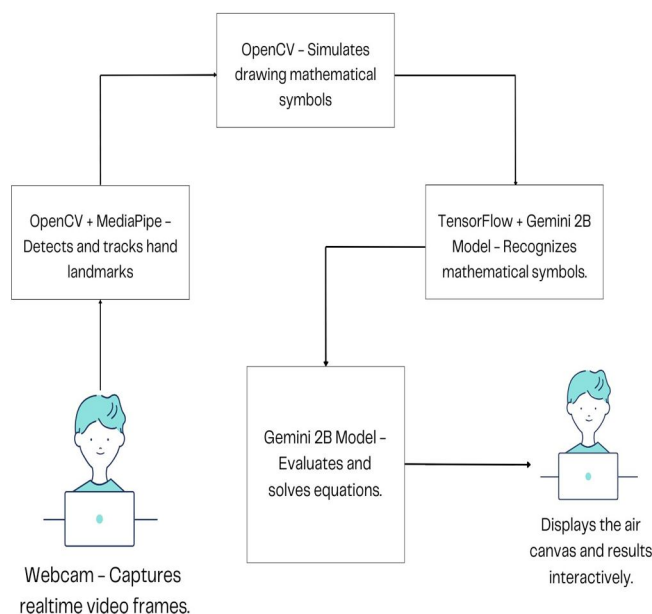 OpenCV – Simulates
drawing mathematical
symbols
OpenCV + MediaPipe –
Detects and tracks hand
landmarks
TensorFlow + Gemini 2B
Model – Recognizes
mathematical symbols.
Gemini 2B Model –
Evaluates and
solves equations.
Webcam – Captures
realtime video frames.
Displays the air
canvas and results
interactively.